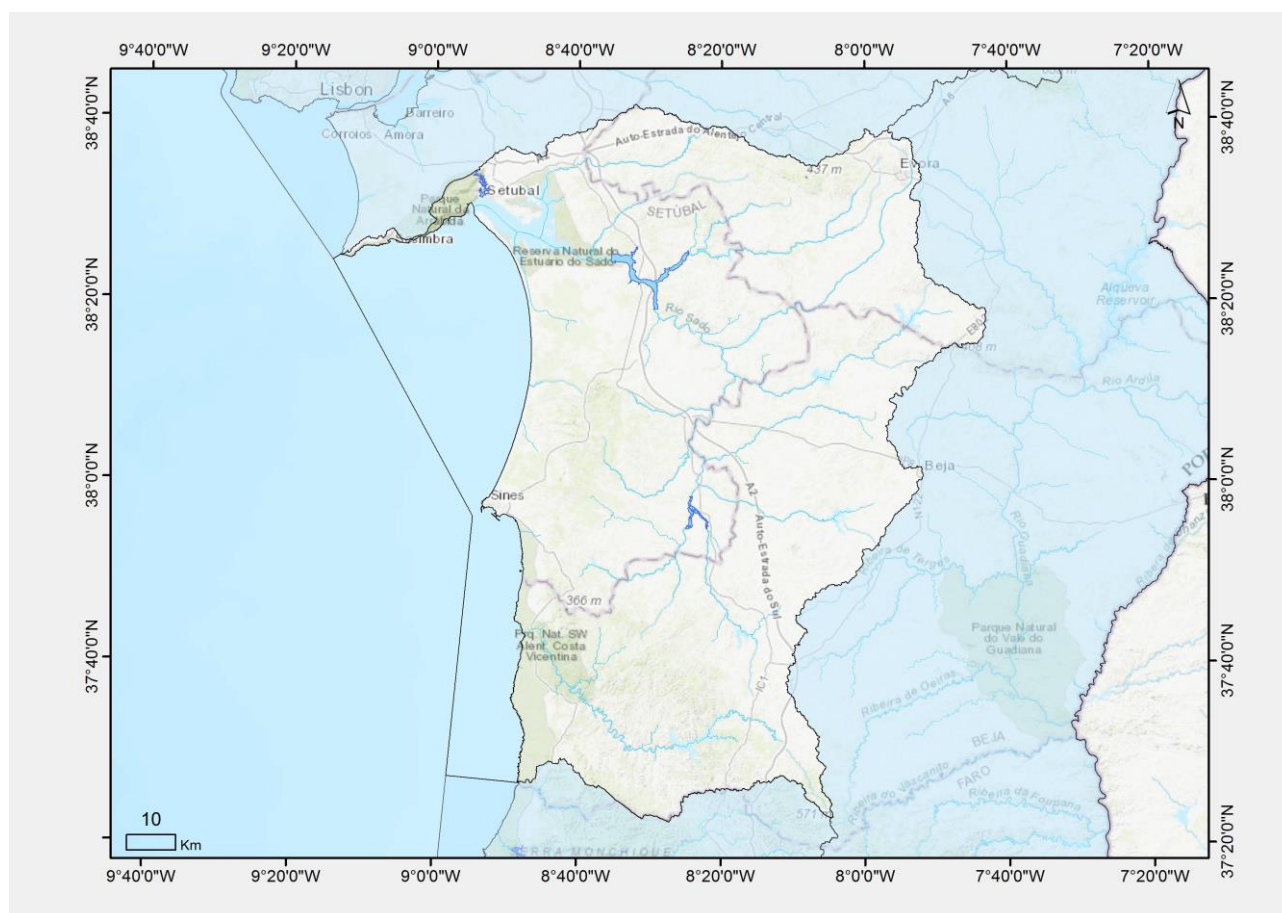 9°40'0"W 9°20'0"W 9°0'0"W 8°40'0"W 8°20'0"W 8°0'0"W 7°40'0"W 7°20'0"W
Lisbon
38°40'0"N
38°40'0"N
Barreiro
Corroios Amora
Auto-Estrada do Alentejo Central
A6
A2
N
Evora
437 m
Setubal
Parque
Natural da
Arrábida
SETÚBAL
Sesimbra
Reserva Natural do
Estuário do Sado
Alqueva
Reservoir
38°20'0"N
38°20'0"N
Rio Sado
E80
408 m
Rio Ardila
Beja
38°0'0"N
38°0'0"N
Sines
A2
Auto-Estrada do Sul
Rio Guadiana
Ribeira de Terges
366 m
Prq. Nat. SW
Alent. Costa
Vicentina
Parque Natural
do Vale do
Guadiana
37°40'0"N
37°40'0"N
IC1
Ribeira de Oeiras
BEJA
FARO
Ribeira do Vascanito
Ribeira da Foupana
571 m
10
Km
SERRA MONCHIQUE
37°20'0"N
37°20'0"N
9°40'0"W 9°20'0"W 9°0'0"W 8°40'0"W 8°20'0"W 8°0'0"W 7°40'0"W 7°20'0"W